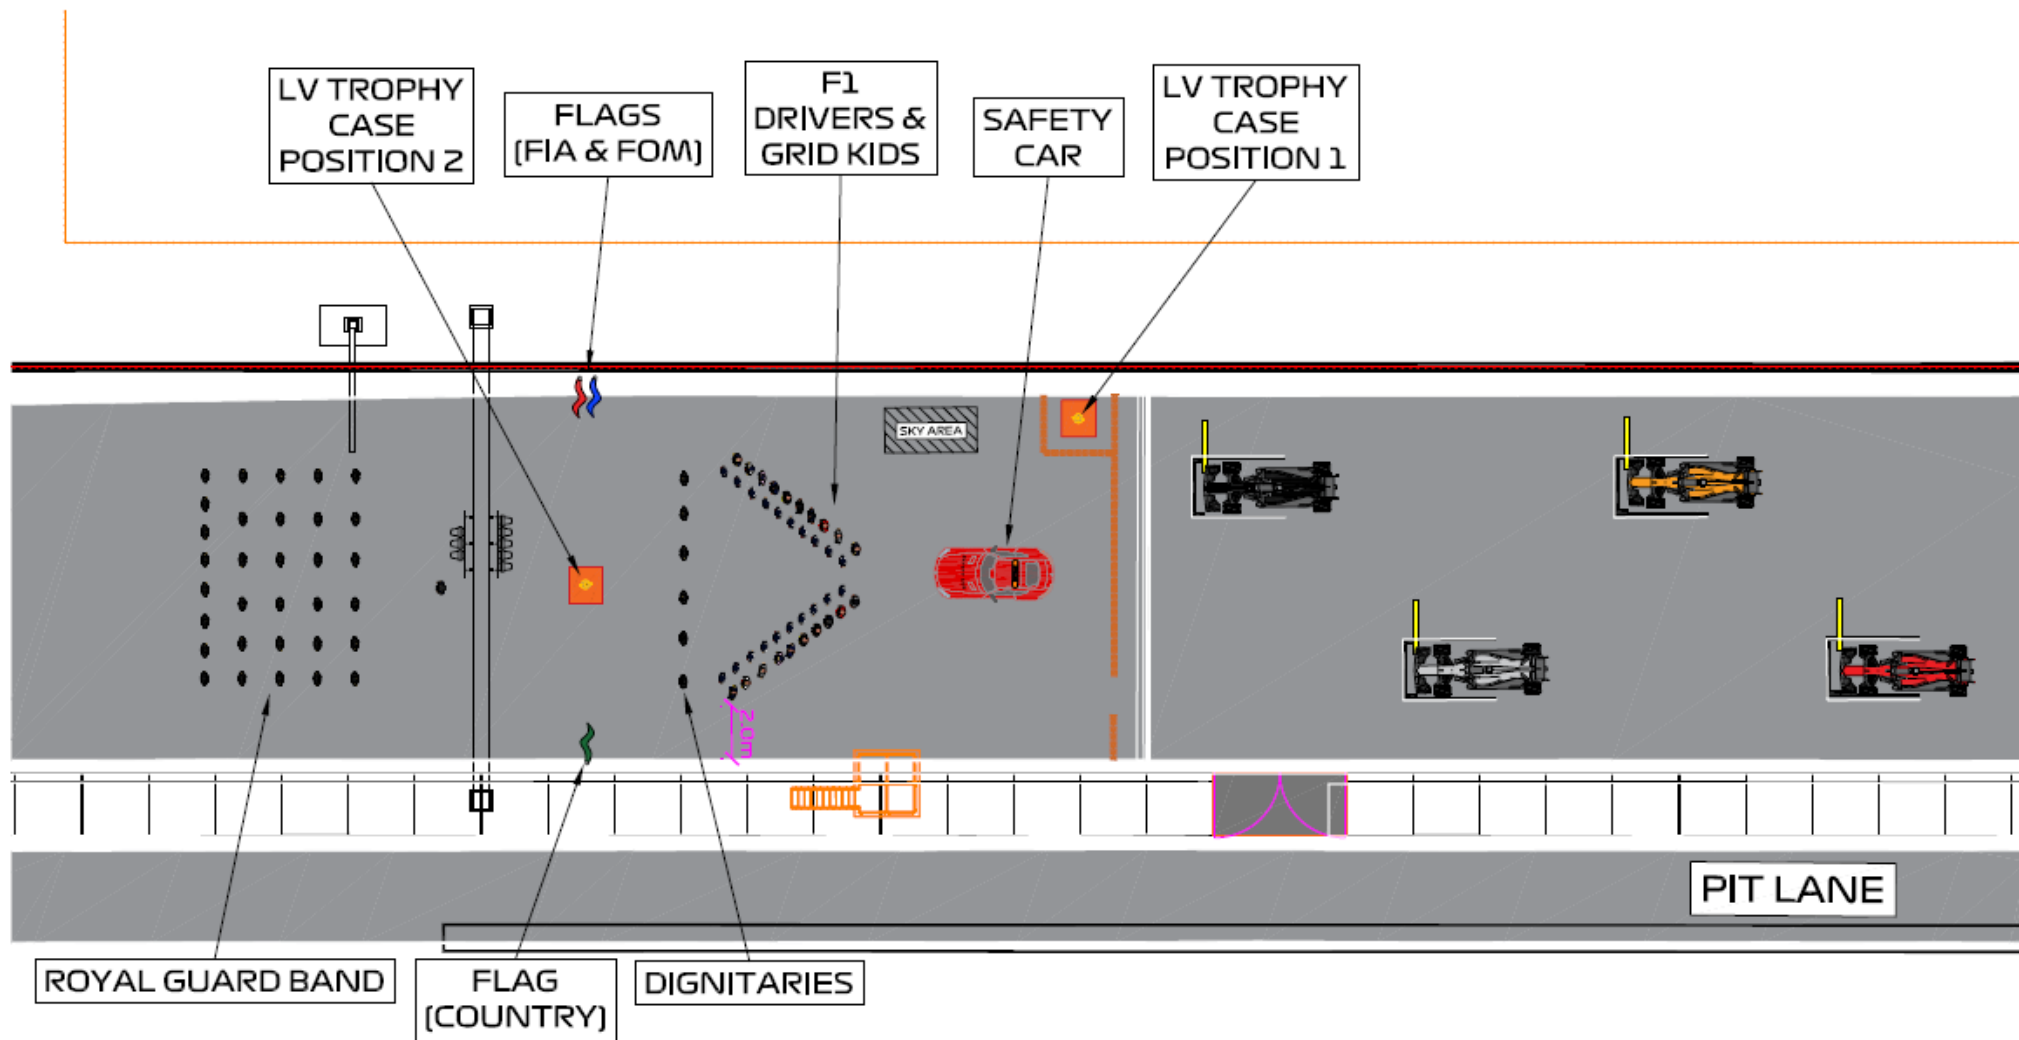 LV TROPHY
CASE
POSITION 2
FLAGS
(FIA & FOM)
F1
DRIVERS &
GRID KIDS
SAFETY
CAR
LV TROPHY
CASE
POSITION 1
SKY AREA
2.0m
PIT LANE
ROYAL GUARD BAND
FLAG
(COUNTRY)
DIGNITARIES